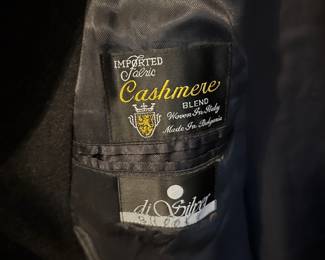 IMPORTED
Fabric
Cashmere
BLEND
Woven In Italy
Made In Bulgaria
di Silver